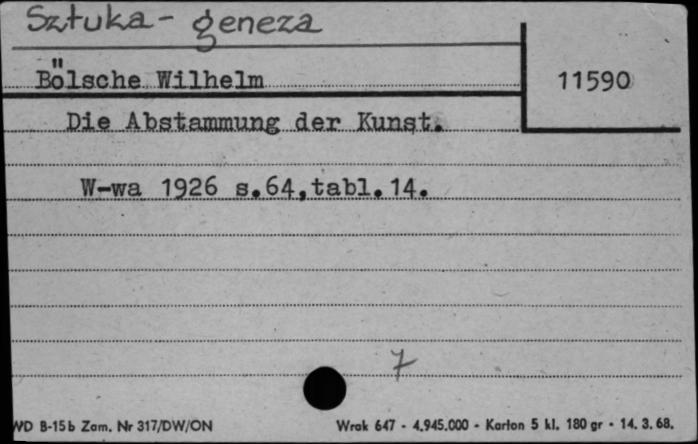 Sztuka - geneza
Bölsche Wilhelm
11590
Die Abstammung der Kunst.
W-wa 1926 s.64,tabl.14.
7
WD B-15b Zam. Nr 317/DW/ON
Wrak 647 - 4.945.000 - Karton 5 kl. 180 gr - 14. 3. 68.